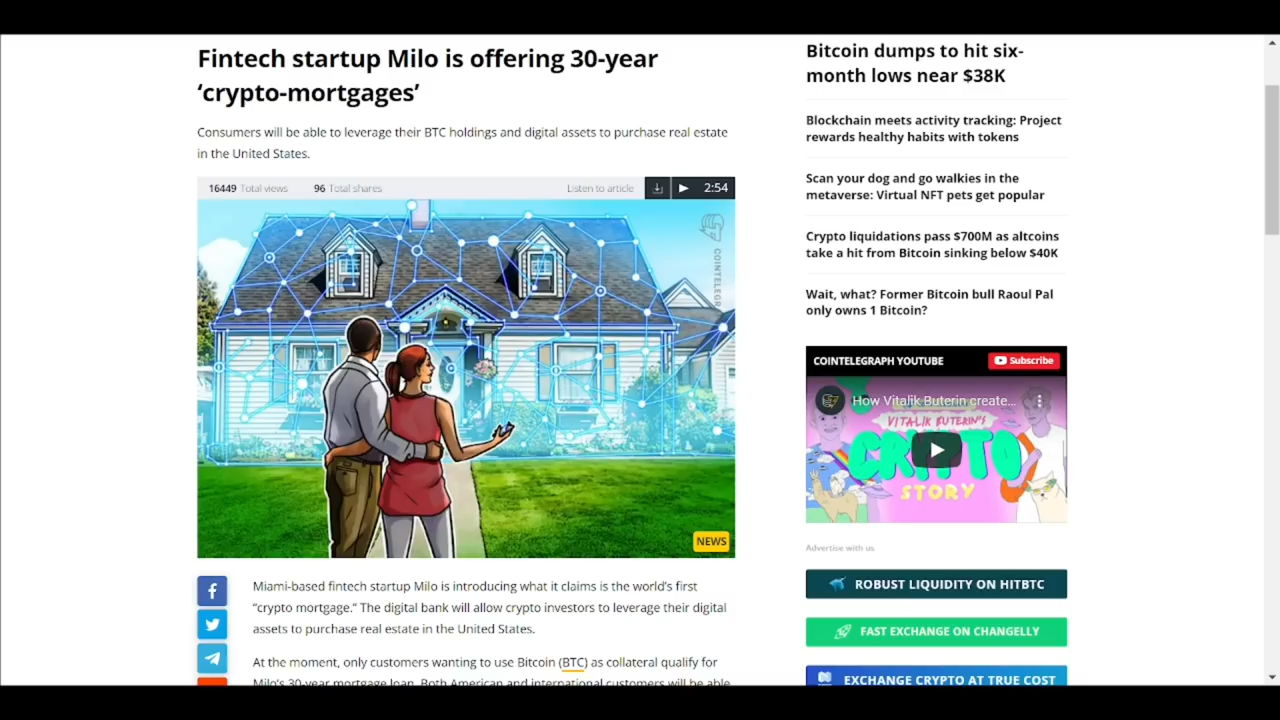 Fintech startup Milo is offering 30-year
‘crypto-mortgages’
Consumers will be able to leverage their BTC holdings and digital assets to purchase real estate
in the United States.
16449 Total views 96 Total shares Listen to article 2:54
COINTELEGR
NEWS
Miami-based fintech startup Milo is introducing what it claims is the world’s first
“crypto mortgage.” The digital bank will allow crypto investors to leverage their digital
assets to purchase real estate in the United States.
At the moment, only customers wanting to use Bitcoin (BTC) as collateral qualify for
Milo’s 30-year mortgage loan. Both American and international customers will be able
Bitcoin dumps to hit six-
month lows near $38K
Blockchain meets activity tracking: Project
rewards healthy habits with tokens
Scan your dog and go walkies in the
metaverse: Virtual NFT pets get popular
Crypto liquidations pass $700M as altcoins
take a hit from Bitcoin sinking below $40K
Wait, what? Former Bitcoin bull Raoul Pal
only owns 1 Bitcoin?
COINTELEGRAPH YOUTUBE Subscribe
How Vitalik Buterin create...
VITALIK BUTERIN'S
CRYPTO
STORY
Advertise with us
ROBUST LIQUIDITY ON HITBTC
FAST EXCHANGE ON CHANGELLY
EXCHANGE CRYPTO AT TRUE COST